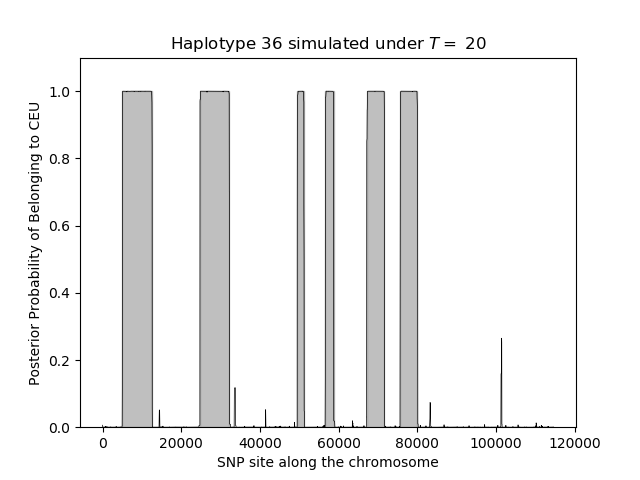 Haplotype 36 simulated under T = 20
Posterior Probability of Belonging to CEU
1.0
0.8
0.6
0.4
0.2
0.0
0 20000 40000 60000 80000 100000 120000
SNP site along the chromosome